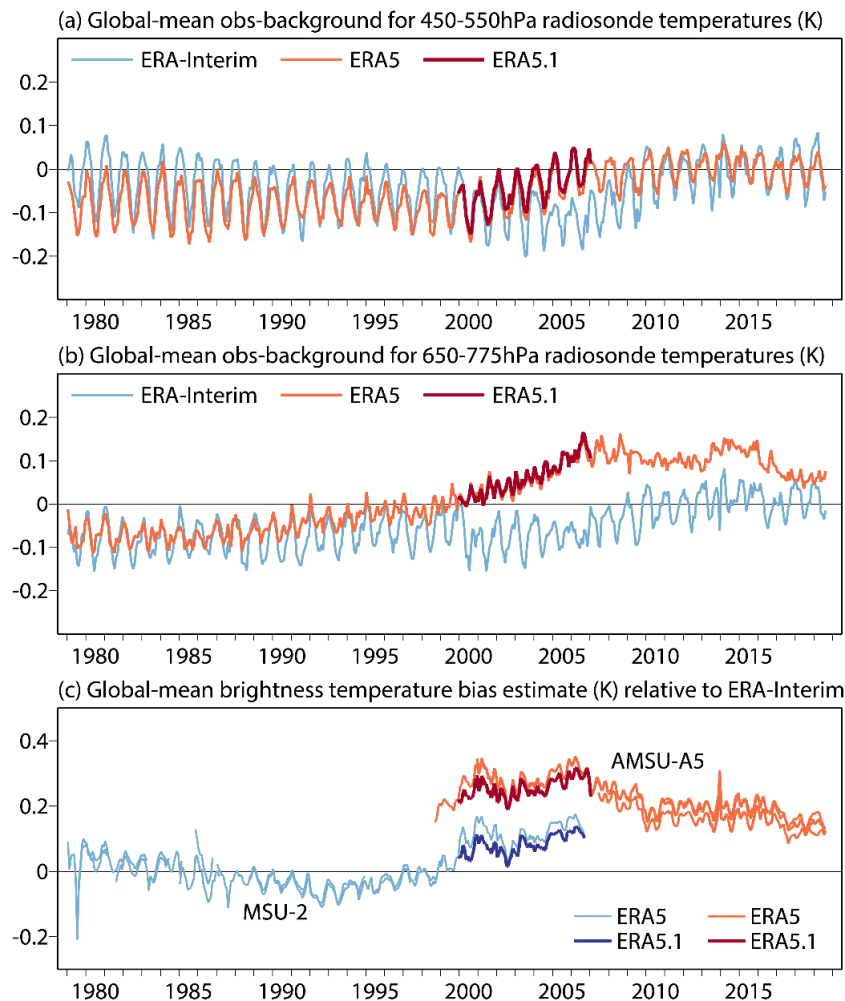 (a) Global-mean obs-background for 450-550hPa radiosonde temperatures (K)
ERA-Interim ERA5 ERA5.1
0.2
0.1
0
-0.1
-0.2
1980 1985 1990 1995 2000 2005 2010 2015
(b) Global-mean obs-background for 650-775hPa radiosonde temperatures (K)
ERA-Interim ERA5 ERA5.1
0.2
0.1
0
-0.1
0.2
1980 1985 1990 1995 2000 2005 2010 2015
(c) Global-mean brightness temperature bias estimate (K) relative to ERA-Interim
0.4
AMSU-A5
0.2
0
MSU-2
ERA5 ERA5
-0.2
ERA5.1 ERA5.1
1980 1985 1990 1995 2000 2005 2010 2015